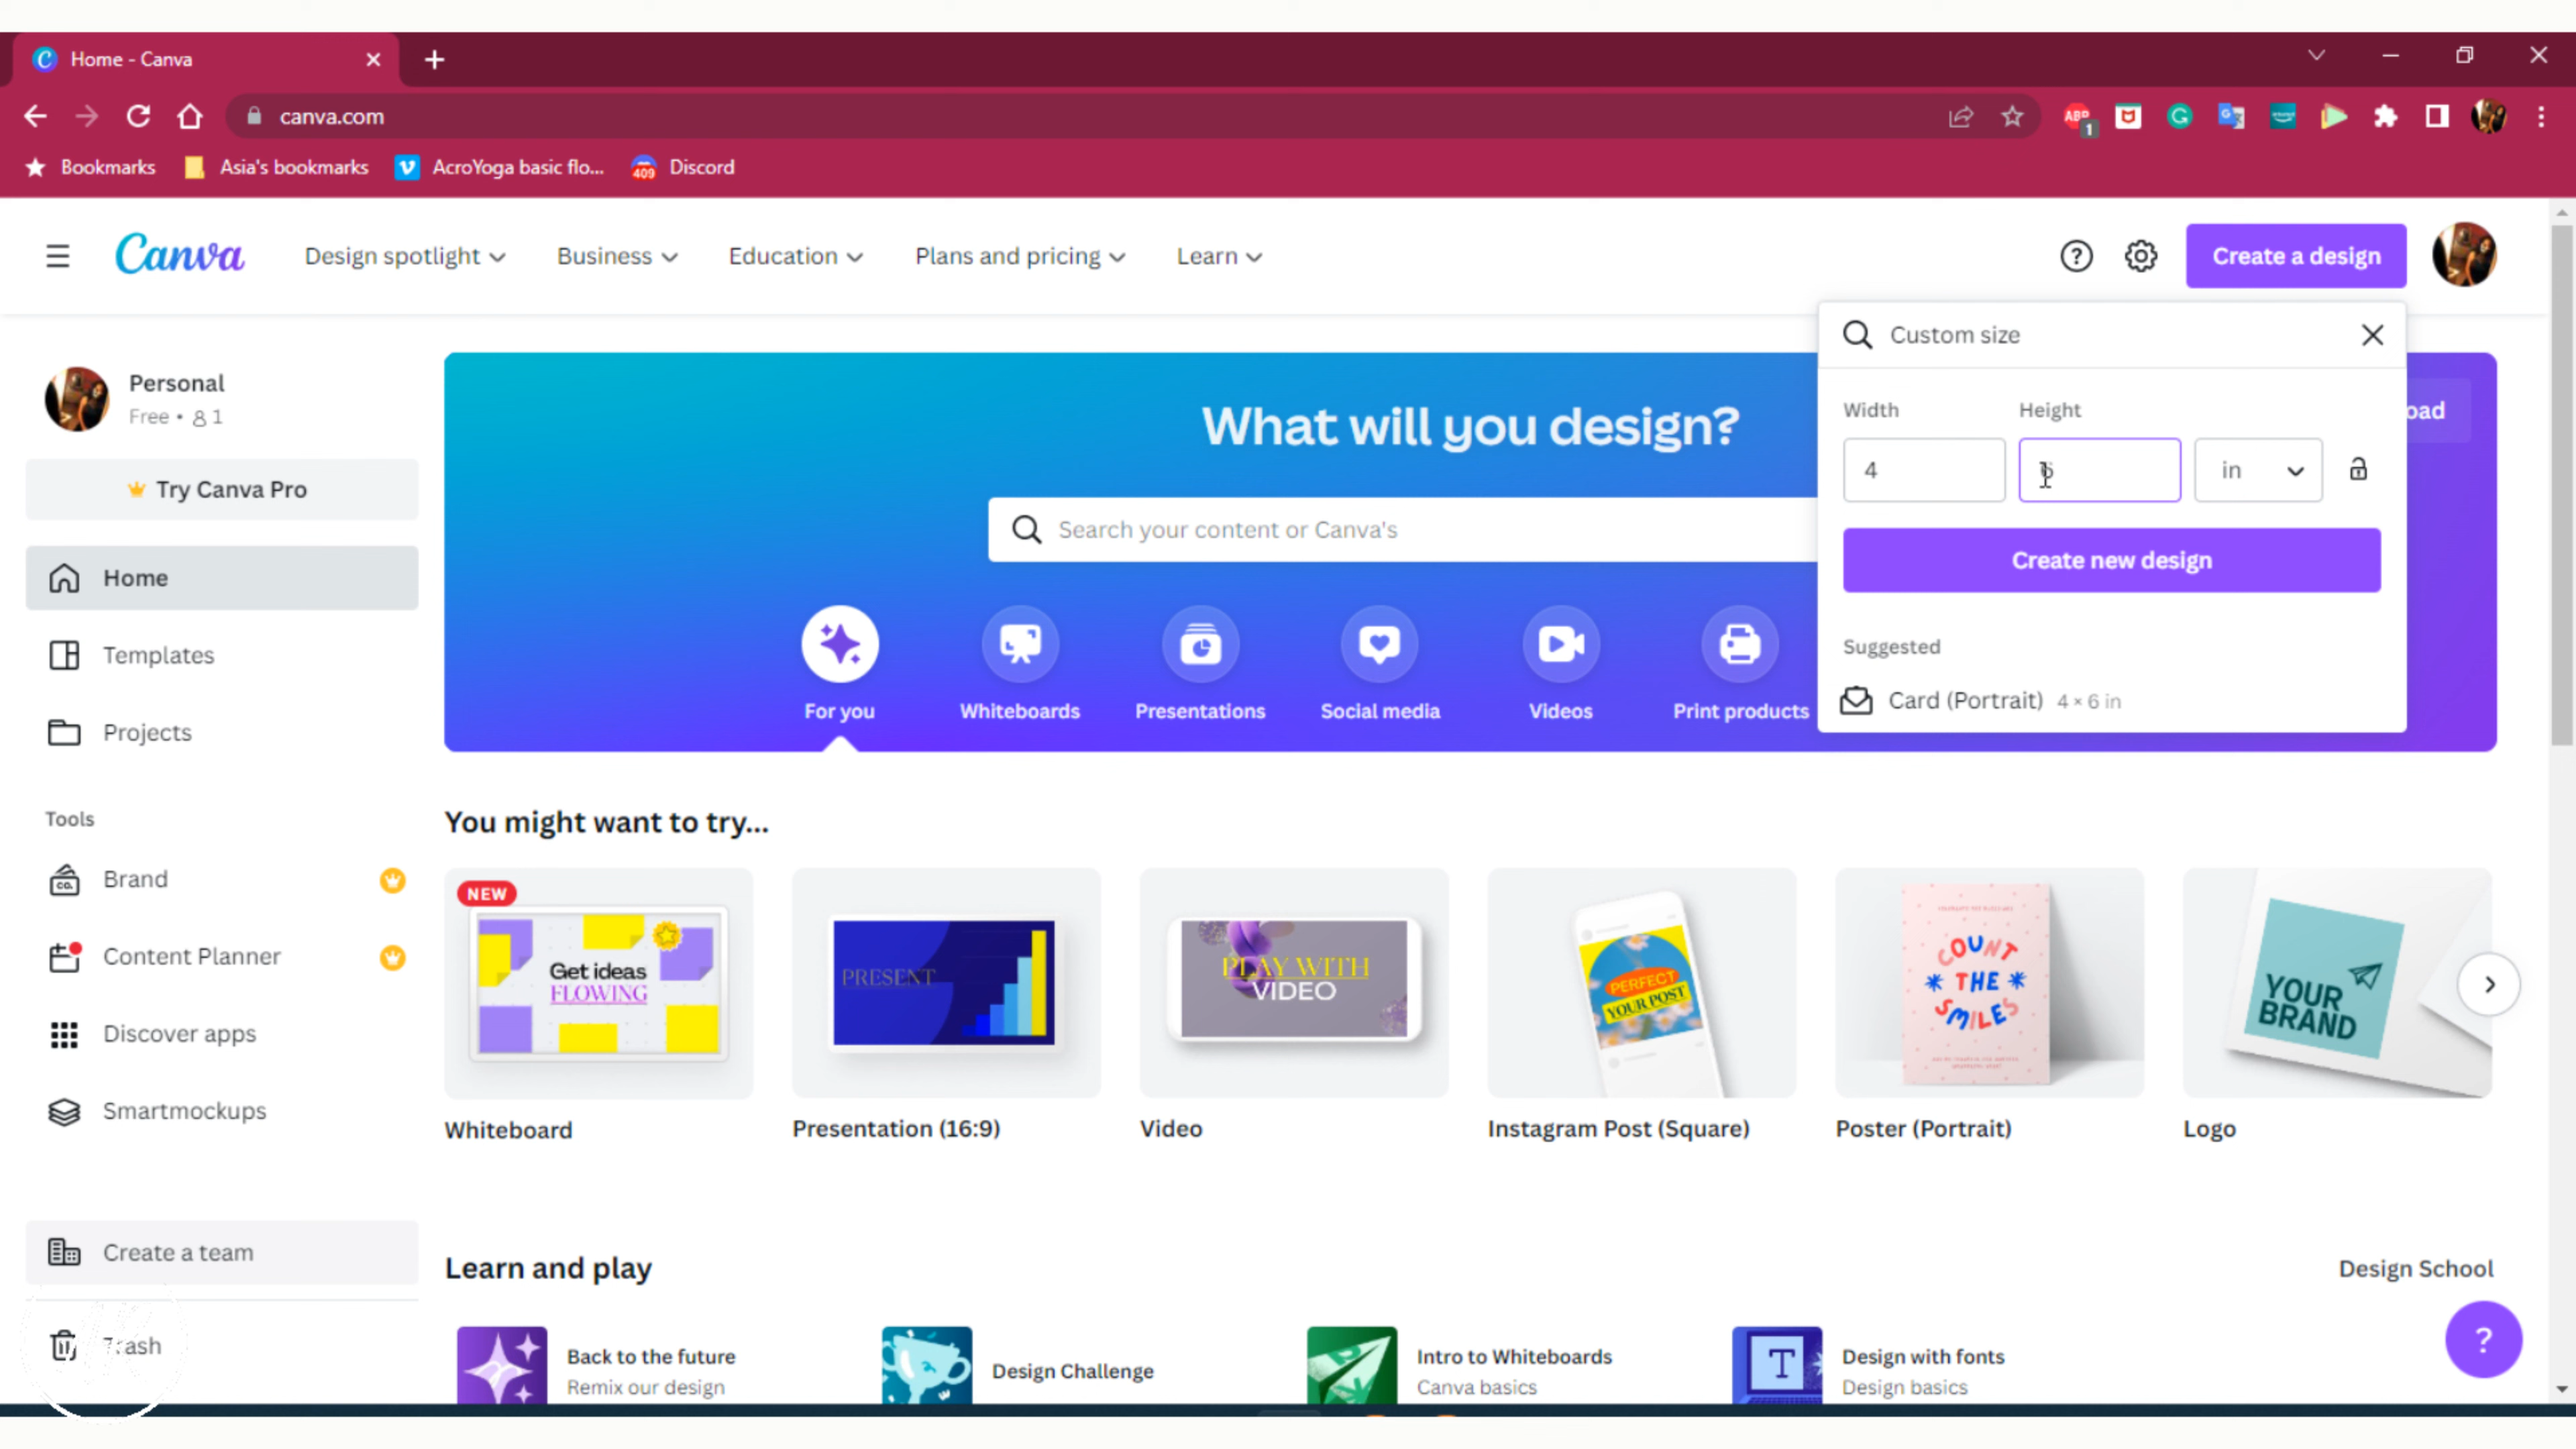 Home - Canva
canva.com
ABP 1
Bookmarks
Asia's bookmarks
AcroYoga basic flo...
409
Discord
Canva
Design spotlight
Business
Education
Plans and pricing
Learn
Create a design
Personal
Free • 1
Try Canva Pro
Home
Templates
Projects
Tools
Brand
CO.
Content Planner
Discover apps
Smartmockups
Create a team
Trash
What will you design?
Search your content or Canva's
For you
Whiteboards
Presentations
Social media
Videos
Print products
Custom size
oad
Width
Height
4
6
in
Create new design
Suggested
Card (Portrait) 4 × 6 in
You might want to try...
NEW
Get ideas
FLOWING
PRESENT
PLAY WITH
VIDEO
PERFECT
YOUR POST
COUNT
* THE *
SMILES
YOUR
BRAND
Whiteboard
Presentation (16:9)
Video
Instagram Post (Square)
Poster (Portrait)
Logo
Learn and play
Design School
Back to the future
Remix our design
Design Challenge
Intro to Whiteboards
Canva basics
T
Design with fonts
Design basics
?